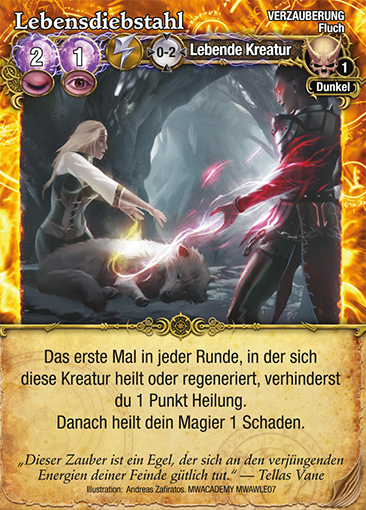 Lebensdiebstahl
VERZAUBERUNG
Fluch
2 1 0-2 Lebende Kreatur 1
Dunkel
Das erste Mal in jeder Runde, in der sich
diese Kreatur heilt oder regeneriert, verhinderst
du 1 Punkt Heilung.
Danach heilt dein Magier 1 Schaden.
„Dieser Zauber ist ein Egel, der sich an den verjüngenden
Energien deiner Feinde gütlich tut.“ — Tellas Vane
Illustration: Andreas Zafiratos. MWACADEMY MWAWLE07